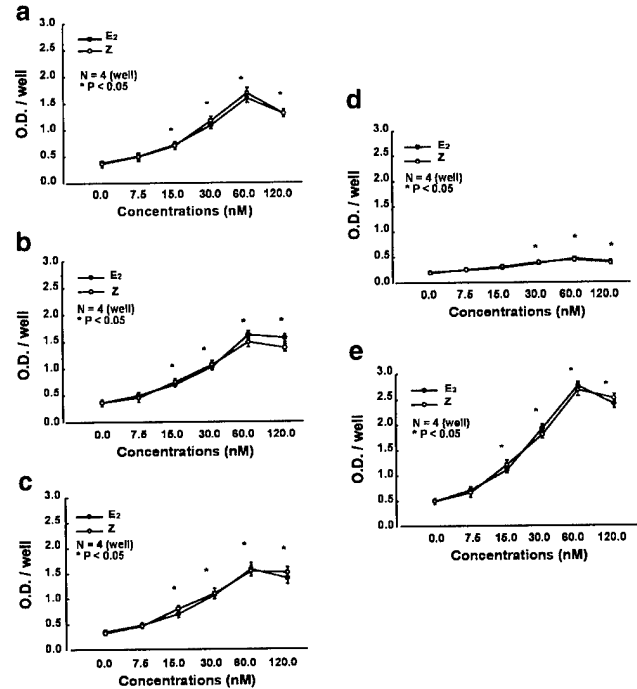 a
E2
Z
N = 4 (well)
* P < 0.05
* * * *
O.D. / well
3.0
2.5
2.0
1.5
1.0
0.5
0.0
0.0 7.5 15.0 30.0 60.0 120.0
Concentrations (nM)
b
E2
Z
N = 4 (well)
* P < 0.05
* * * *
O.D. / well
3.0
2.5
2.0
1.5
1.0
0.5
0.0
0.0 7.5 15.0 30.0 60.0 120.0
Concentrations (nM)
c
E2
Z
N = 4 (well)
* P < 0.05
* * * *
O.D. / well
3.0
2.5
2.0
1.5
1.0
0.5
0.0
0.0 7.5 15.0 30.0 60.0 120.0
Concentrations (nM)
d
E2
Z
N = 4 (well)
* P < 0.05
* * *
O.D. / well
3.0
2.5
2.0
1.5
1.0
0.5
0.0
0.0 7.5 15.0 30.0 60.0 120.0
Concentrations (nM)
e
E2
Z
N = 4 (well)
* P < 0.05
* * * *
O.D. / well
3.0
2.5
2.0
1.5
1.0
0.5
0.0
0.0 7.5 15.0 30.0 60.0 120.0
Concentrations (nM)